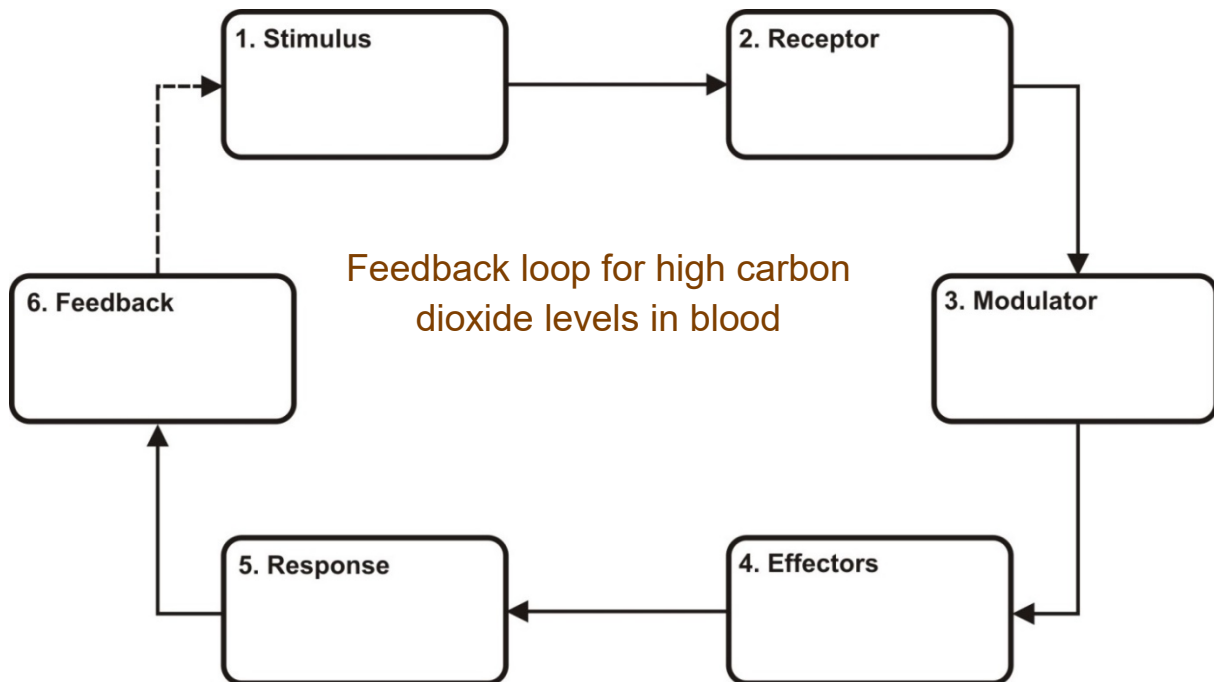 1. Stimulus
2. Receptor
Feedback loop for high carbon
dioxide levels in blood
6. Feedback
3. Modulator
5. Response
4. Effectors